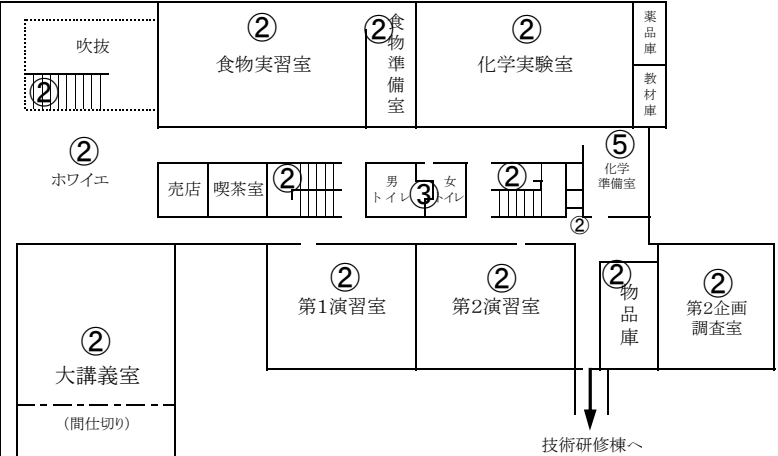 吹抜
②
②
ホワイエ
②
食物実習室
②
食物準備室
②
化学実験室
薬品庫
教材庫
売店
喫茶室
②
男
トイレ
③
女
トイレ
②
⑤
化学
準備室
②
②
大講義室
(間仕切り)
②
第1演習室
②
第2演習室
②
物品庫
②
第2企画
調査室
技術研修棟へ